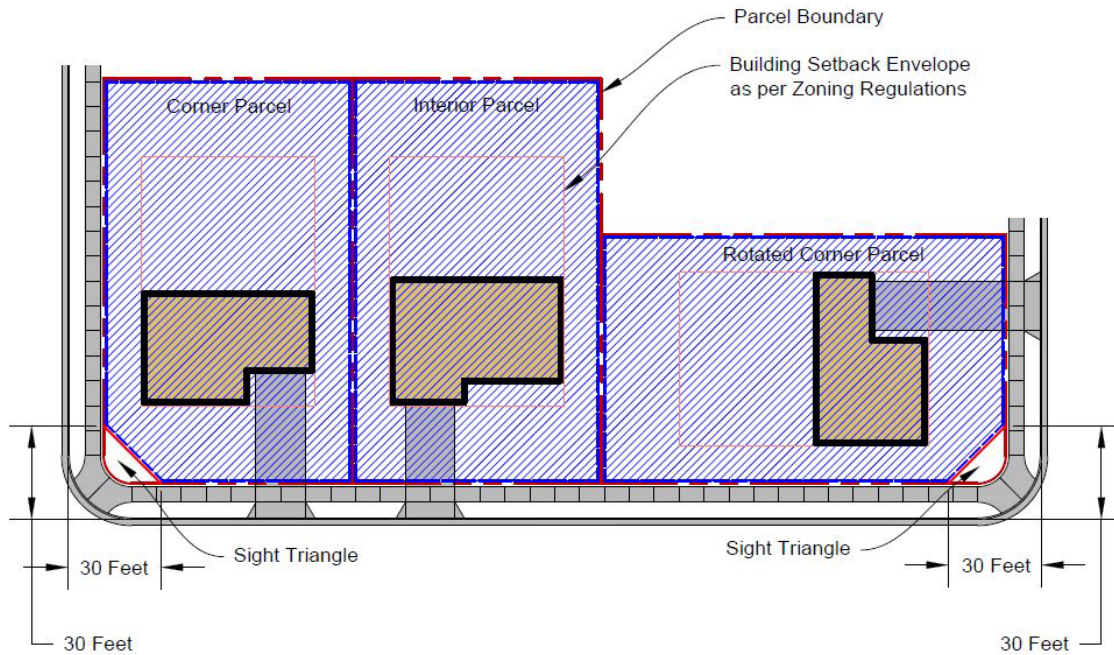 Parcel Boundary
Building Setback Envelope
as per Zoning Regulations
Corner Parcel
Interior Parcel
Rotated Corner Parcel
Sight Triangle
Sight Triangle
30 Feet
30 Feet
30 Feet
30 Feet